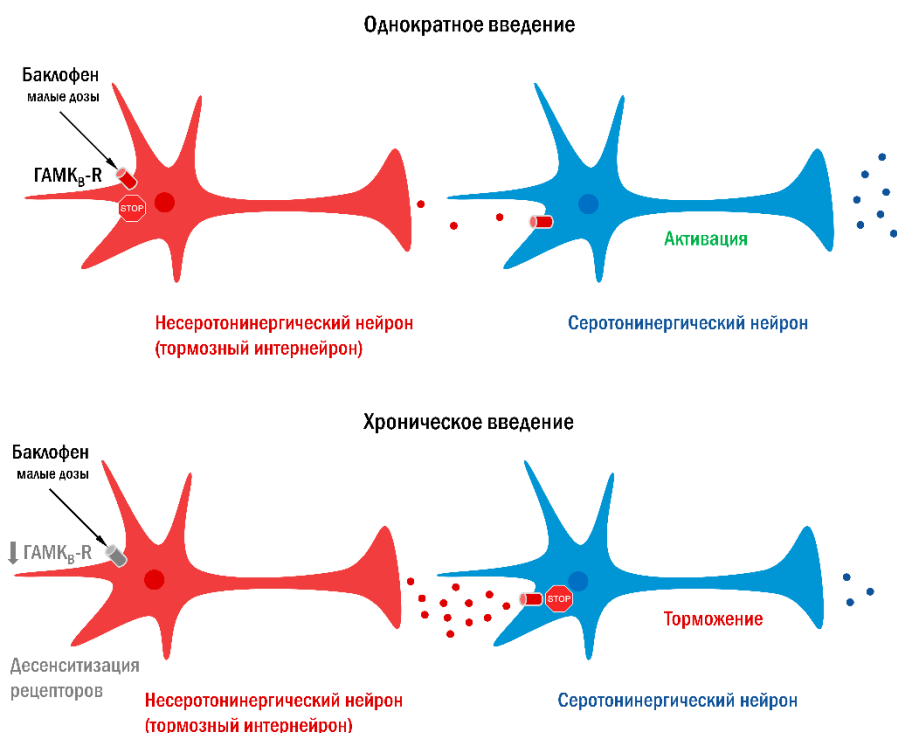 Однократное введение
Баклофен
малые дозы
ГАМКB-R
STOP
Активация
Несеротонинергический нейрон
(тормозный интернейрон)
Серотонинергический нейрон
Хроническое введение
Баклофен
малые дозы
ГАМКB-R
STOP
Торможение
Десенситизация
рецепторов
Несеротонинергический нейрон
(тормозный интернейрон)
Серотонинергический нейрон